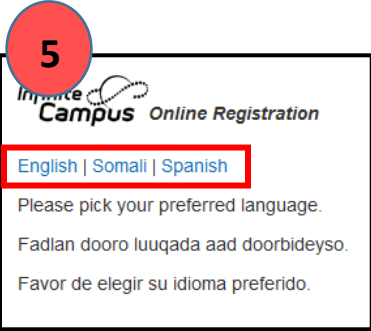 5
Infinite
Campus Online Registration
English | Somali | Spanish
Please pick your preferred language.
Fadlan dooro luuqada aad doorbideyso.
Favor de elegir su idioma preferido.